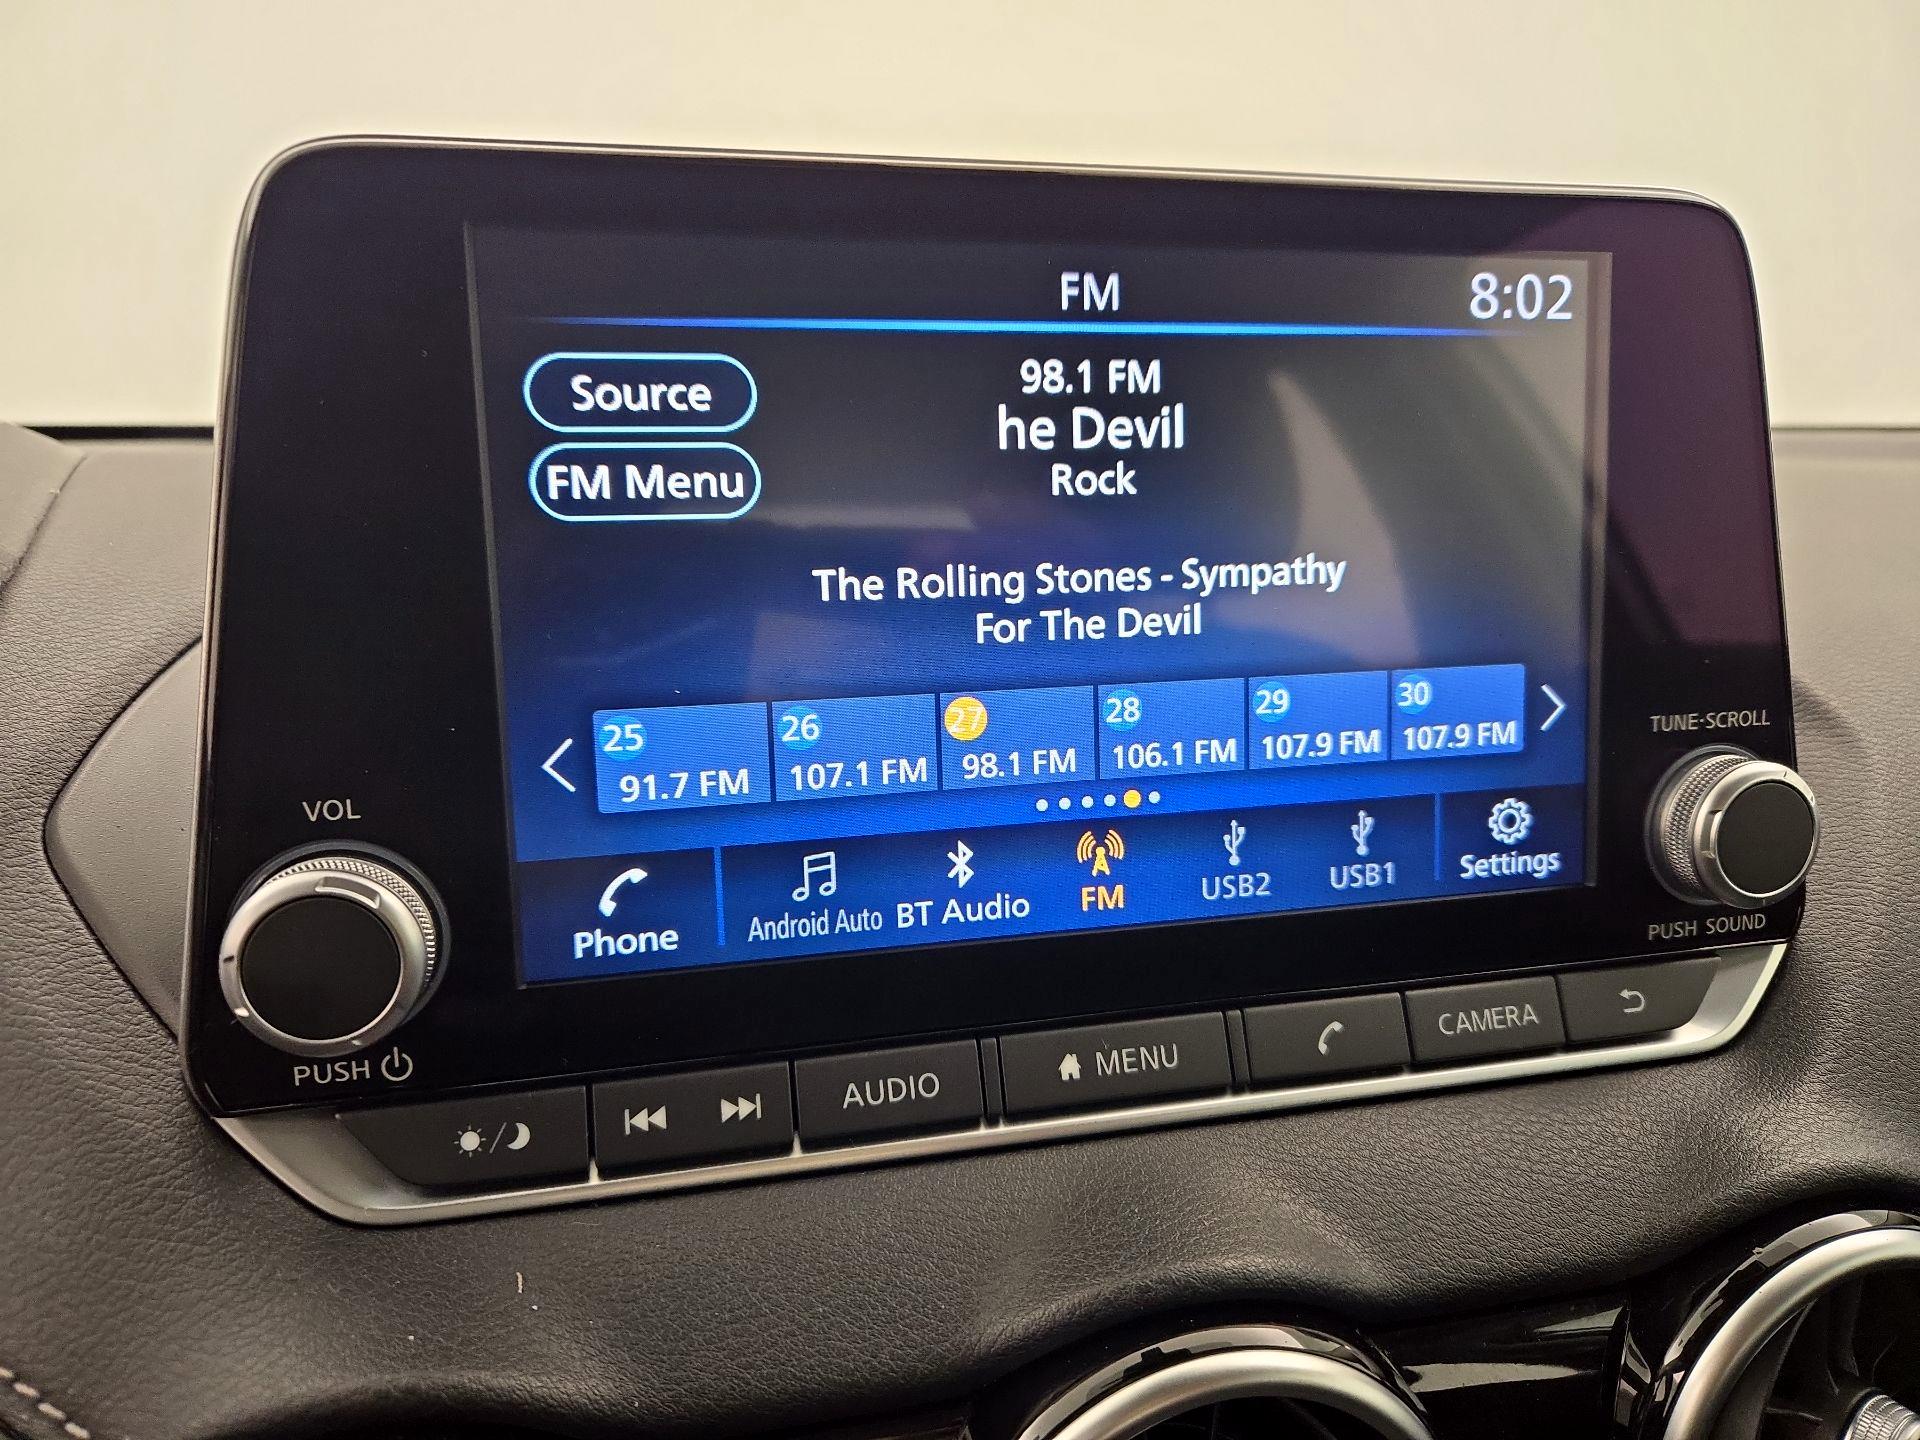 FM
8:02
Source
98.1 FM
he Devil
FM Menu
Rock
The Rolling Stones - Sympathy
For The Devil
25
26
27
28
29
30
91.7 FM
107.1 FM
98.1 FM
106.1 FM
107.9 FM
107.9 FM
Phone
Android Auto
BT Audio
FM
USB2
USB1
Settings
VOL
PUSH
TUNE·SCROLL
PUSH SOUND
AUDIO
MENU
CAMERA